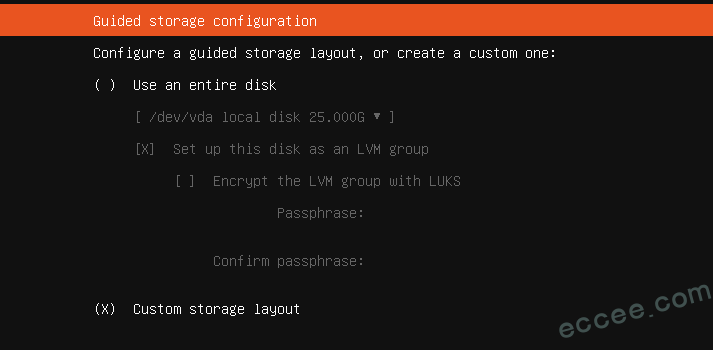 Guided storage configuration
Configure a guided storage layout, or create a custom one:
( ) Use an entire disk
[ /dev/vda local disk 25.000G ▾ ]
[X] Set up this disk as an LVM group
[ ] Encrypt the LVM group with LUKS
Passphrase:
Confirm passphrase:
(X) Custom storage layout
eccee.com